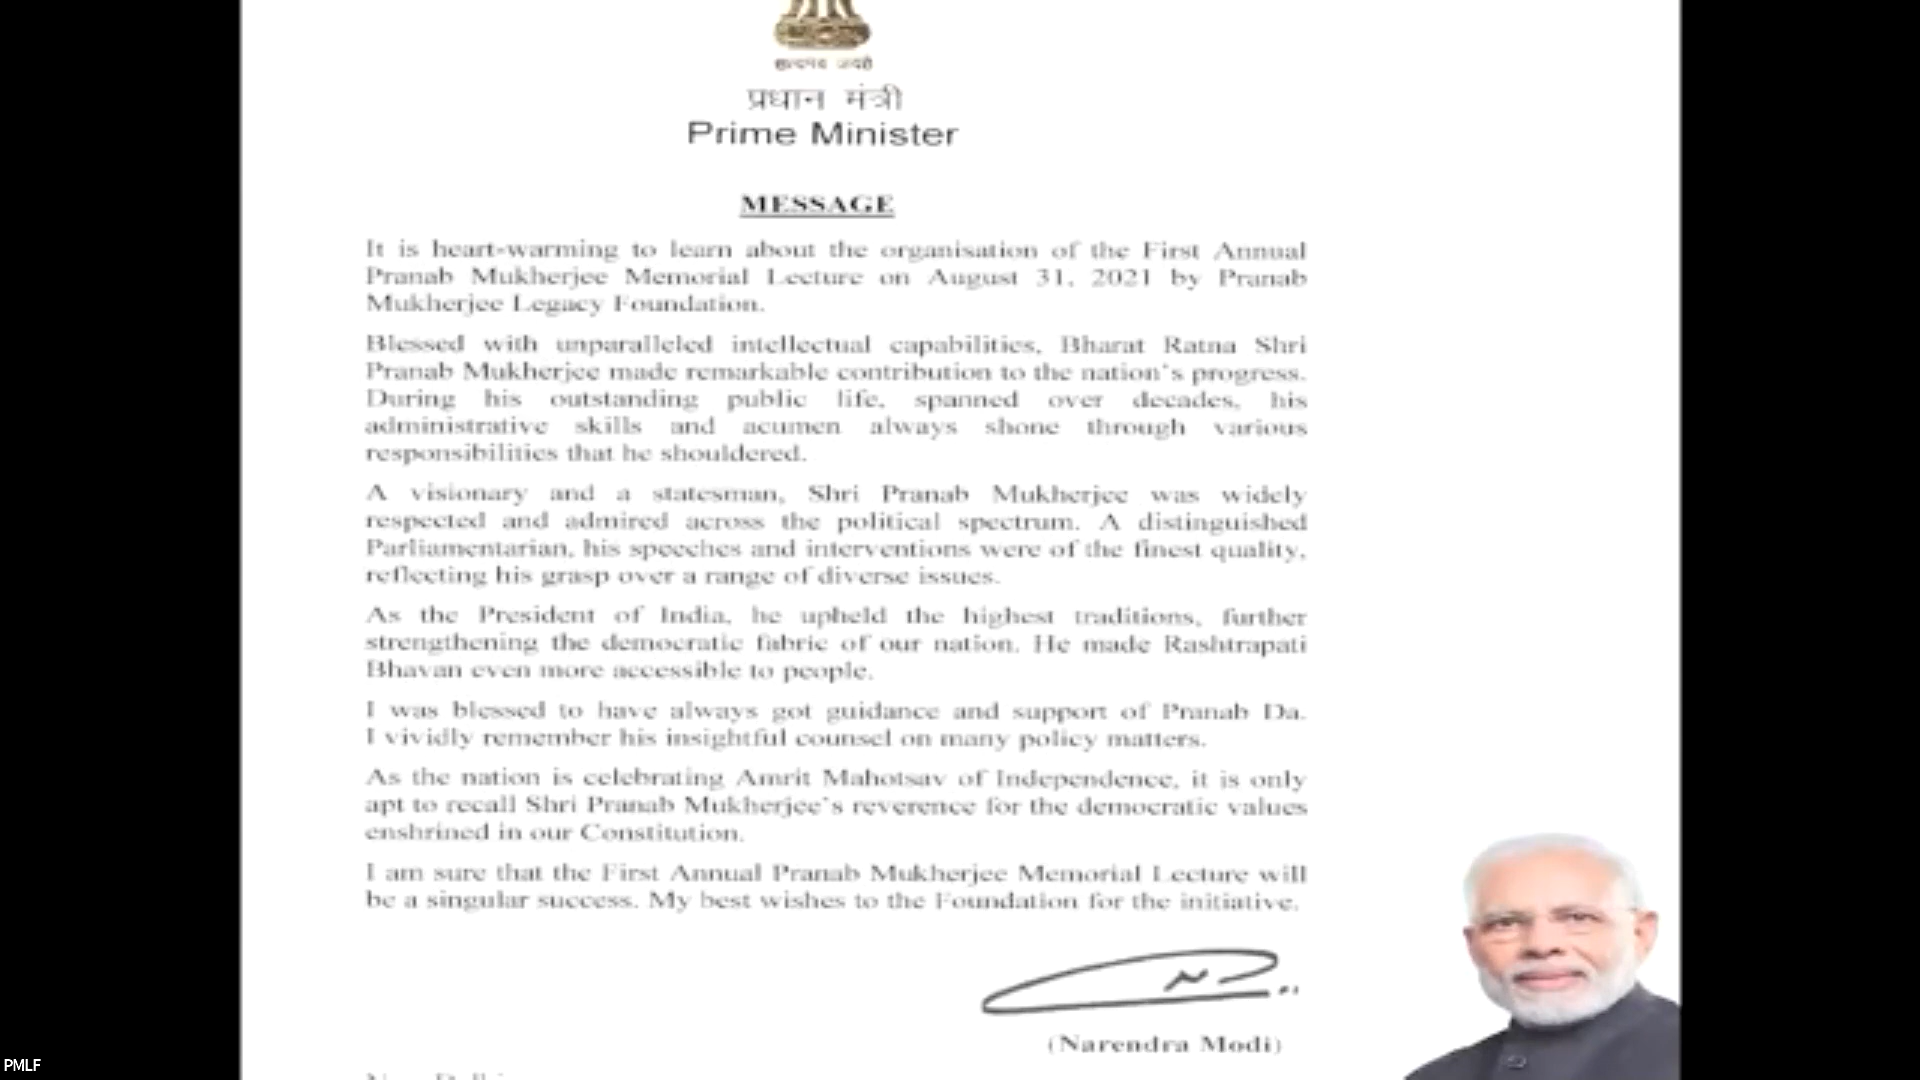 सत्यमेव जयते
प्रधान मंत्री
Prime Minister
MESSAGE
It is heart-warming to learn about the organisation of the First Annual
Pranab Mukherjee Memorial Lecture on August 31, 2021 by Pranab
Mukherjee Legacy Foundation.
Blessed with unparalleled intellectual capabilities, Bharat Ratna Shri
Pranab Mukherjee made remarkable contribution to the nation's progress.
During his outstanding public life, spanned over decades, his
administrative skills and acumen always shone through various
responsibilities that he shouldered.
A visionary and a statesman, Shri Pranab Mukherjee was widely
respected and admired across the political spectrum. A distinguished
Parliamentarian, his speeches and interventions were of the finest quality,
reflecting his grasp over a range of diverse issues.
As the President of India, he upheld the highest traditions, further
strengthening the democratic fabric of our nation. He made Rashtrapati
Bhavan even more accessible to people.
I was blessed to have always got guidance and support of Pranab Da.
I vividly remember his insightful counsel on many policy matters.
As the nation is celebrating Amrit Mahotsav of Independence, it is only
apt to recall Shri Pranab Mukherjee's reverence for the democratic values
enshrined in our Constitution.
I am sure that the First Annual Pranab Mukherjee Memorial Lecture will
be a singular success. My best wishes to the Foundation for the initiative.
(Narendra Modi)
PMLF